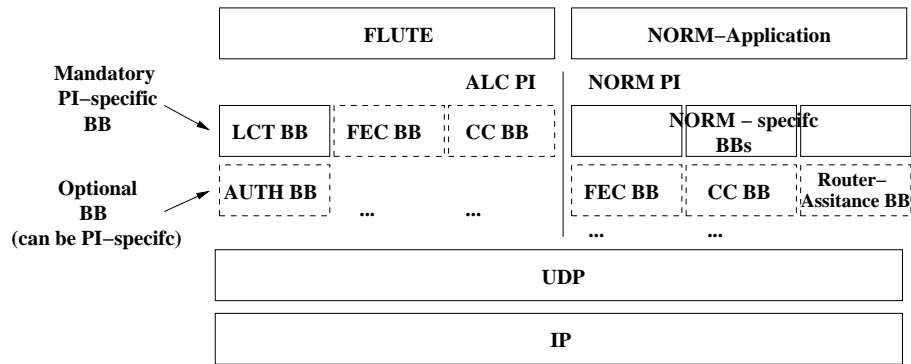 FLUTE
NORM−Application
Mandatory
PI−specific
BB
ALC PI
NORM PI
LCT BB
FEC BB
CC BB
NORM − specifc
BBs
Optional
BB
(can be PI−specifc)
AUTH BB
...
...
FEC BB
CC BB
Router−
Assitance BB
...
...
UDP
IP